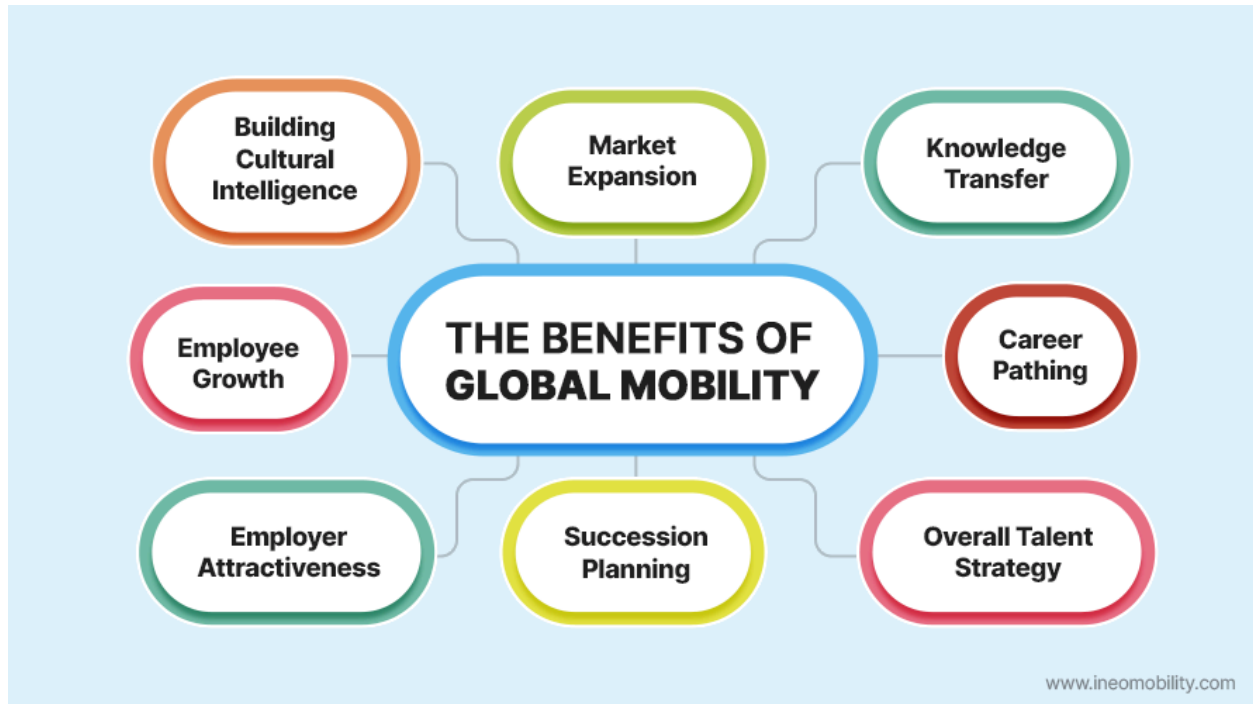 Building
Cultural
Intelligence
Market
Expansion
Knowledge
Transfer
Employee
Growth
THE BENEFITS OF
GLOBAL MOBILITY
Career
Pathing
Employer
Attractiveness
Succession
Planning
Overall Talent
Strategy
www.ineomobility.com